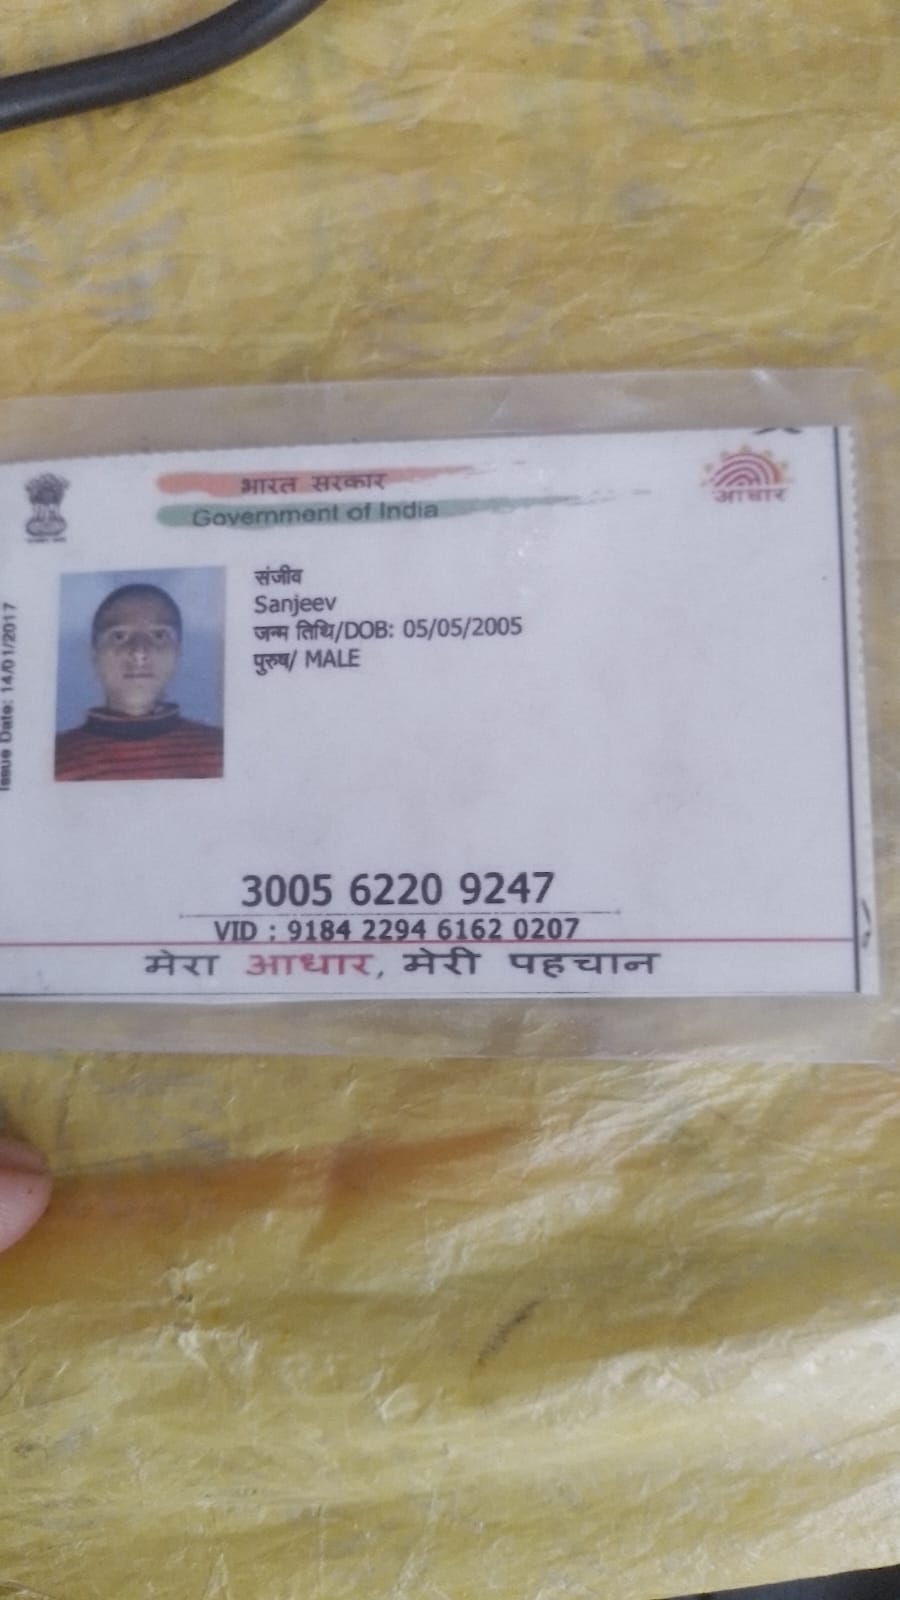 भारत सरकार
Government of India
आधार
Issue Date: 14/01/2017
संजीव
Sanjeev
जन्म तिथि/DOB: 05/05/2005
पुरुष/ MALE
3005 6220 9247
VID : 9184 2294 6162 0207
मेरा आधार, मेरी पहचान